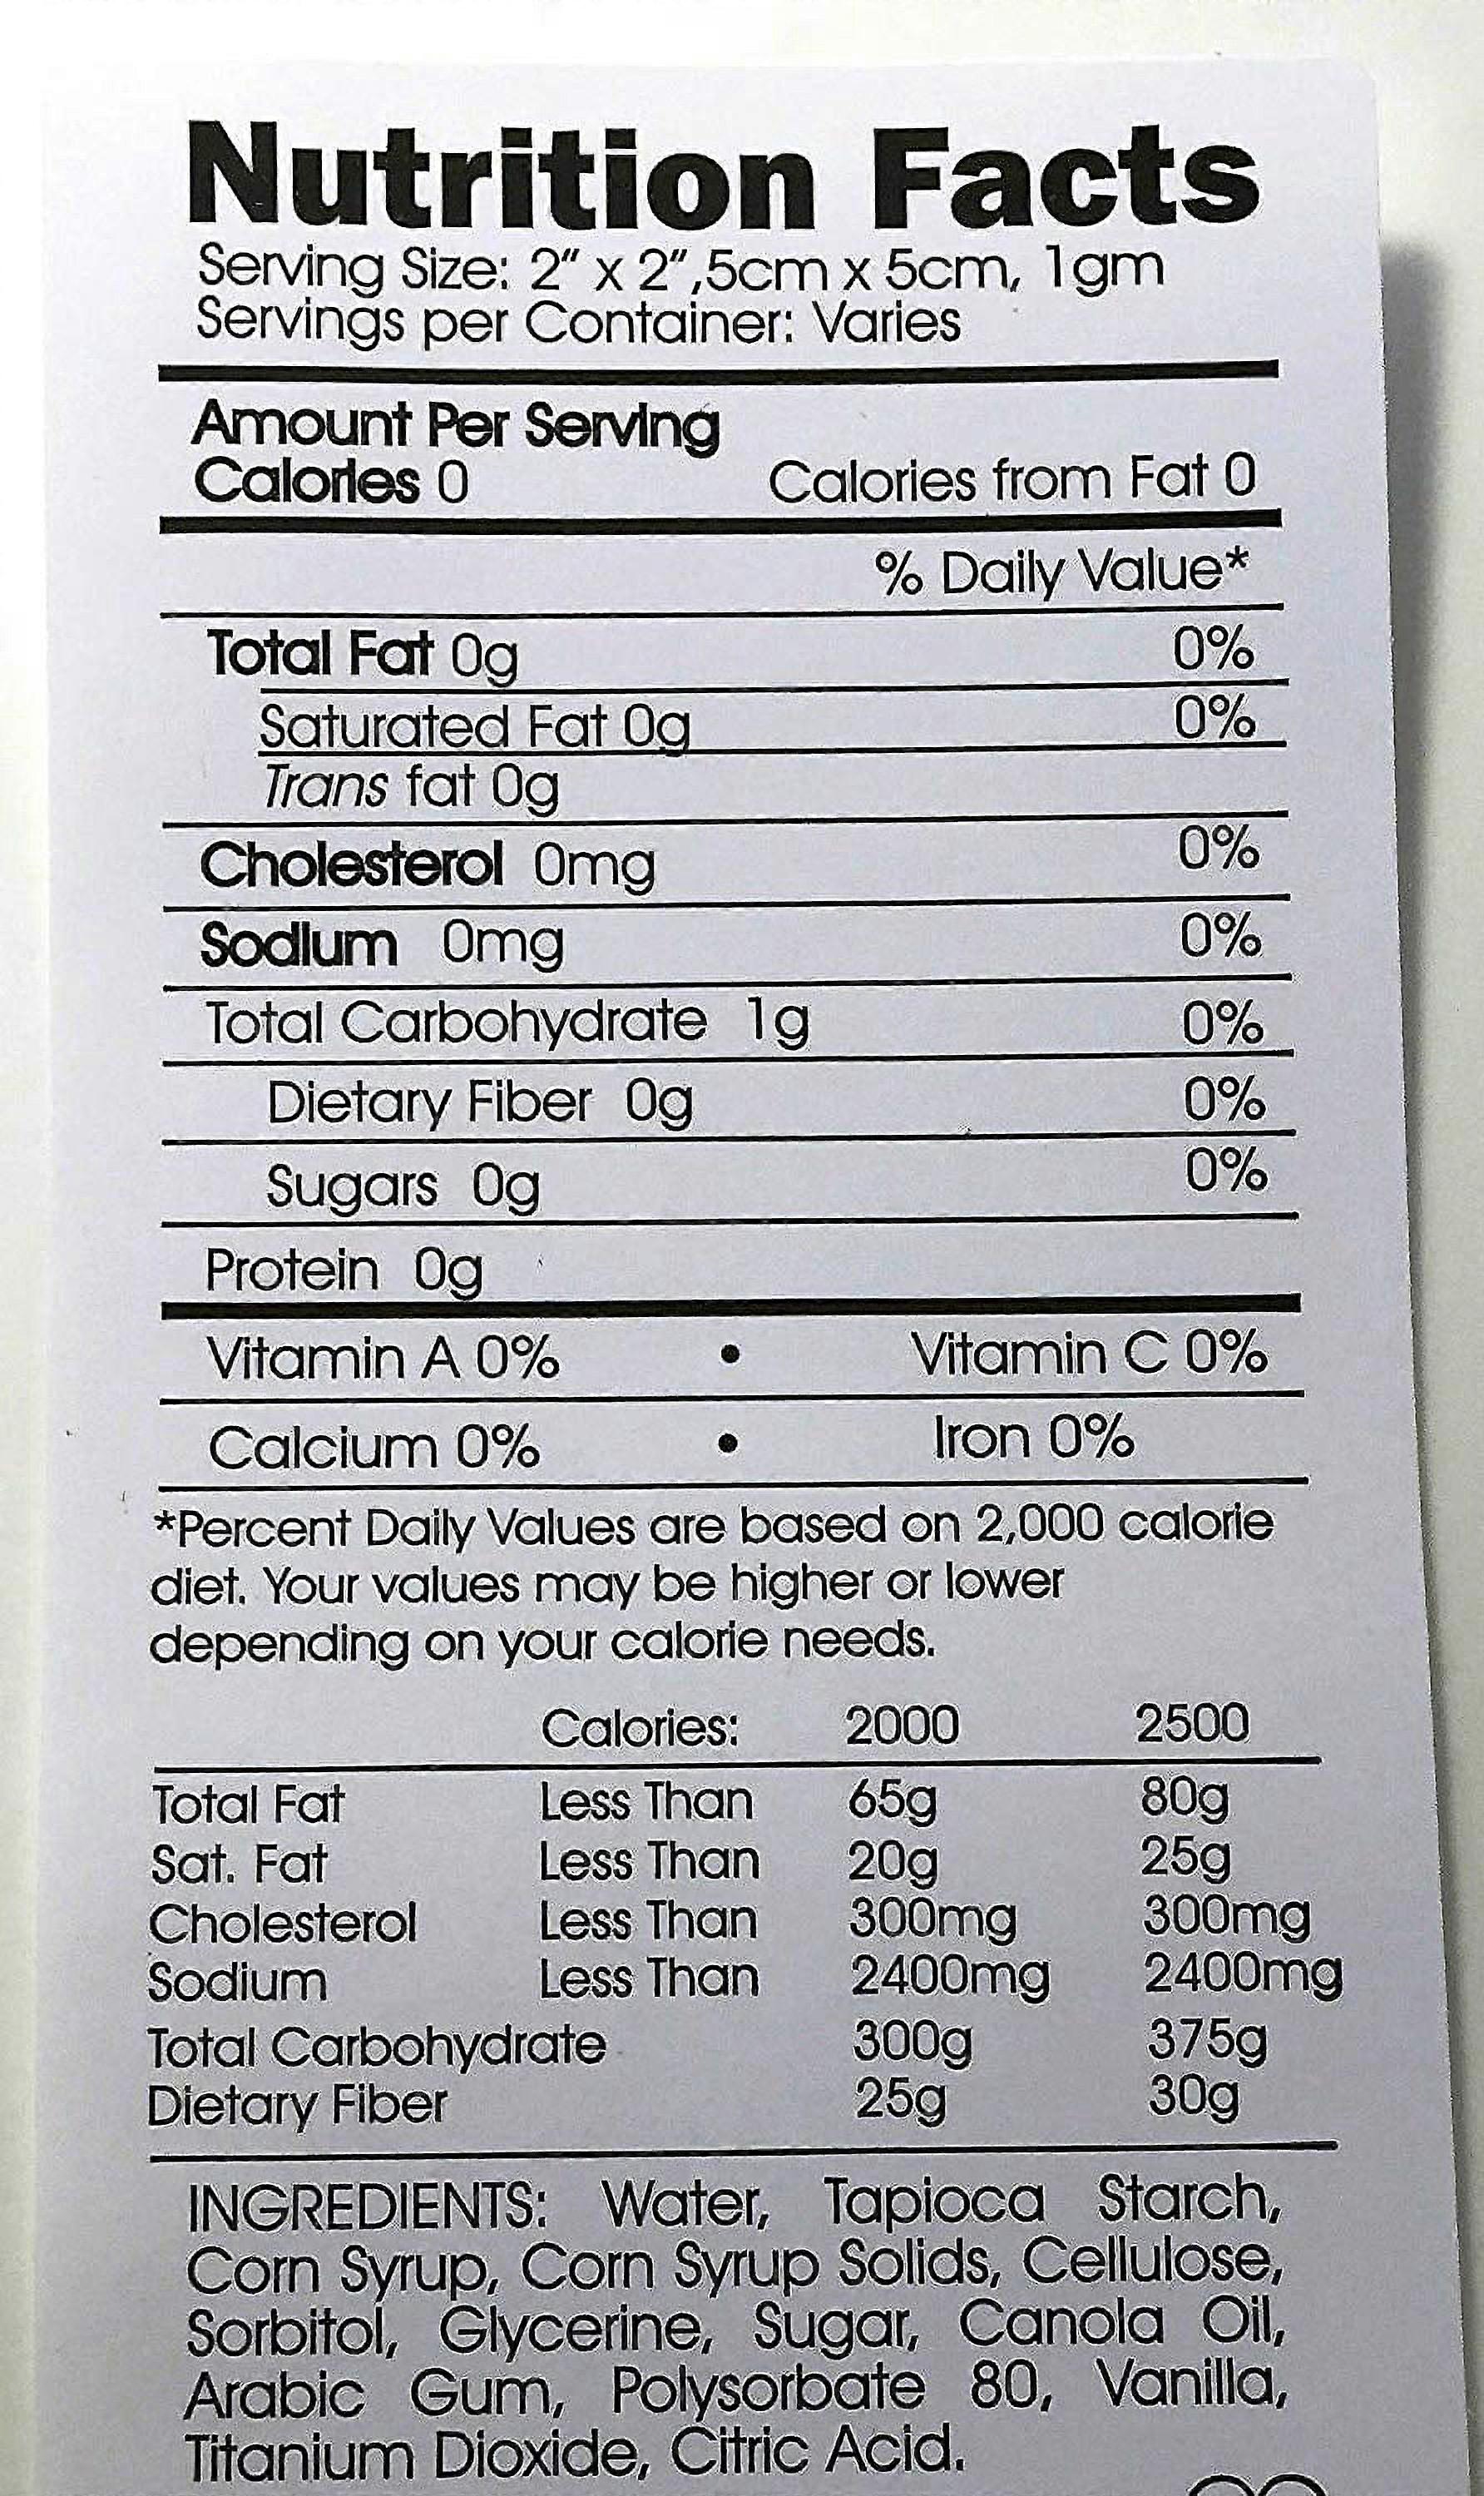 Nutrition Facts
Serving Size: 2" x 2",5cm x 5cm, 1gm
Servings per Container: Varies
Amount Per Serving
Calories 0 Calories from Fat 0
% Daily Value*
Total Fat 0g 0%
Saturated Fat 0g 0%
Trans fat 0g
Cholesterol 0mg 0%
Sodium 0mg 0%
Total Carbohydrate 1g 0%
Dietary Fiber 0g 0%
Sugars 0g 0%
Protein 0g
Vitamin A 0% • Vitamin C 0%
Calcium 0% • Iron 0%
*Percent Daily Values are based on 2,000 calorie
diet. Your values may be higher or lower
depending on your calorie needs.
Calories: 2000 2500
Total Fat Less Than 65g 80g
Sat. Fat Less Than 20g 25g
Cholesterol Less Than 300mg 300mg
Sodium Less Than 2400mg 2400mg
Total Carbohydrate 300g 375g
Dietary Fiber 25g 30g
INGREDIENTS: Water, Tapioca Starch,
Corn Syrup, Corn Syrup Solids, Cellulose,
Sorbitol, Glycerine, Sugar, Canola Oil,
Arabic Gum, Polysorbate 80, Vanilla,
Titanium Dioxide, Citric Acid.